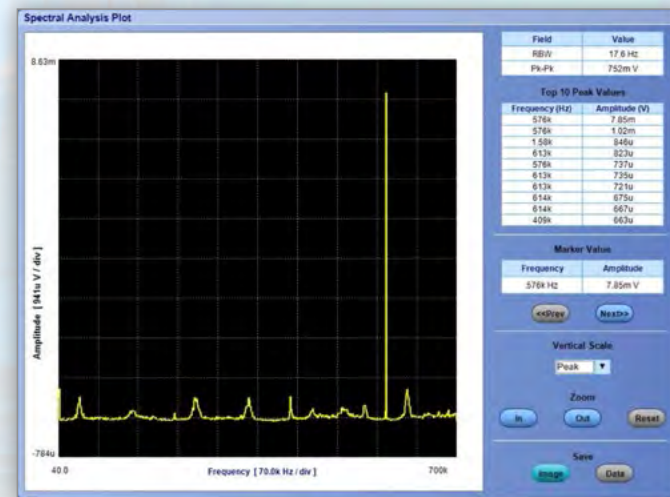 Spectral Analysis Plot
8.63m
Amplitude [ 941u V / div ]
-784u
40.0
Frequency [ 70.0k Hz / div ]
700k
Field Value
RBW 17.6 Hz
Pk-Pk 752m V
Top 10 Peak Values
Frequency (Hz) Amplitude (V)
576k 7.85m
576k 1.02m
1.58k 846u
613k 823u
576k 737u
613k 735u
613k 721u
614k 675u
614k 667u
409k 663u
Marker Value
Frequency Amplitude
576k Hz 7.85m V
<<Prev Next>>
Vertical Scale
Peak
Zoom
In Out Reset
Save
Image Data